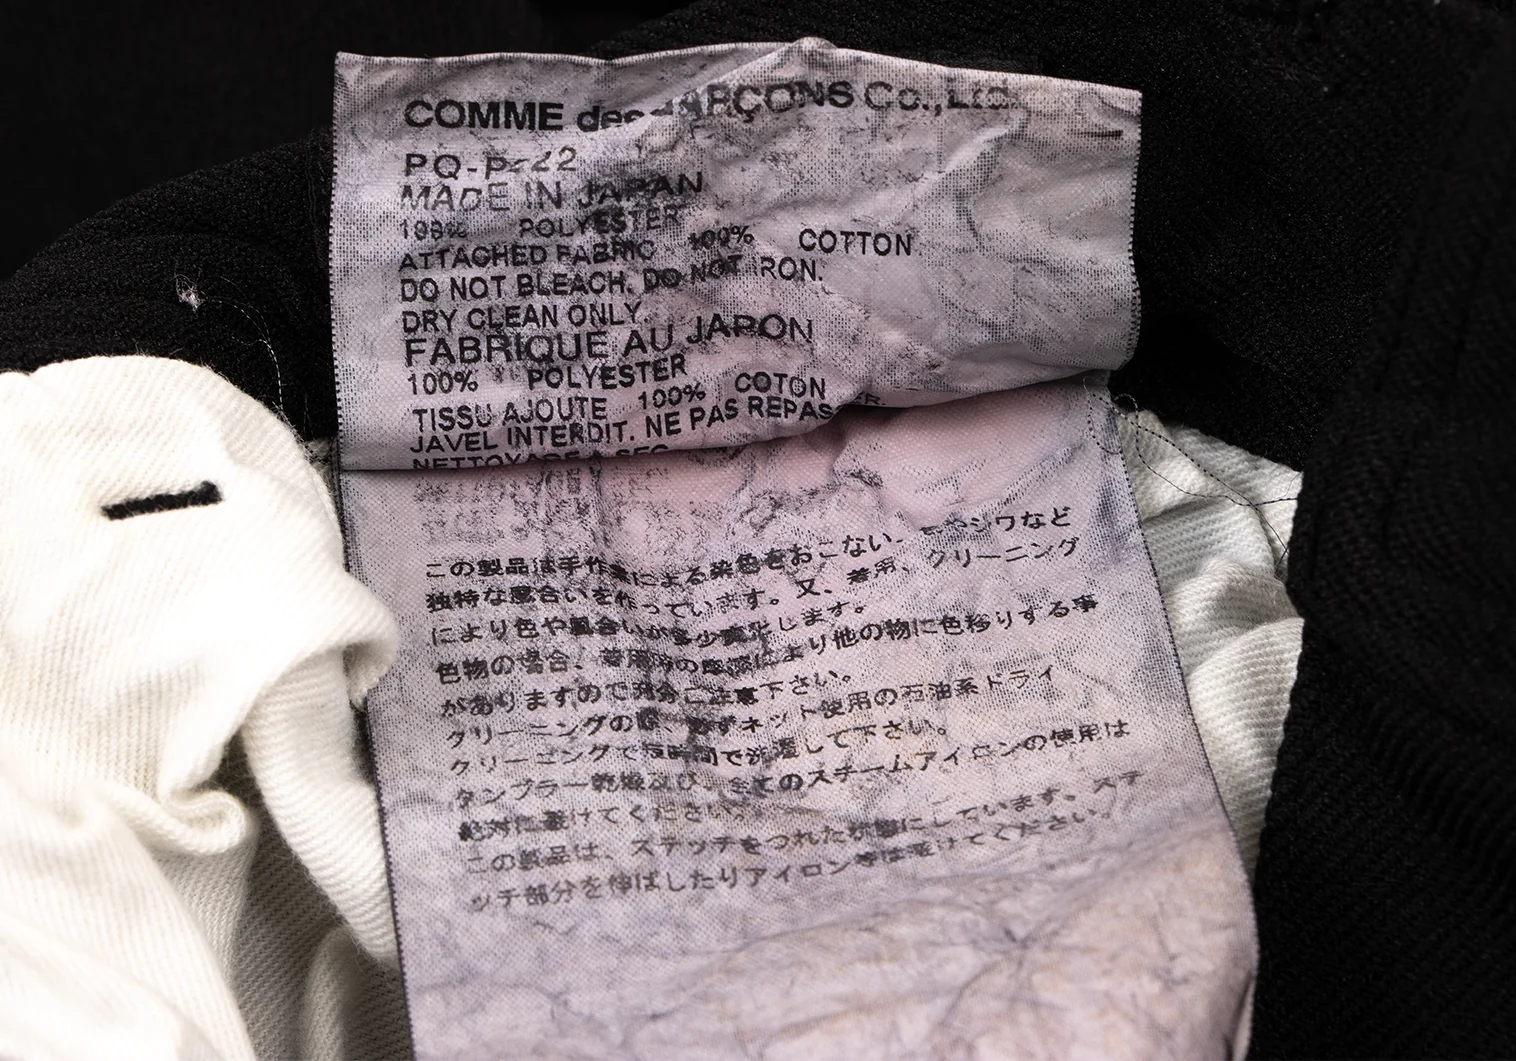 COMME des GARÇONS Co., Ltd.
PQ-P 22
MADE IN JAPAN
100% POLYESTER
ATTACHED FABRIC 100% COTTON
DO NOT BLEACH. DO NOT IRON.
DRY CLEAN ONLY.
FABRIQUE AU JAPON
100% POLYESTER
TISSU AJOUTE 100% COTON
JAVEL INTERDIT. NE PAS REPASSER.
NETTOYAGE A SEC
この製品は手作業による染色をおこない、 やシワなど
独特な風合いを作っています。又、着用、クリーニング
により色や風合いが多少変化します。
色物の場合、着用時の摩擦により他の物に色移りする事
がありますので充分ご注意下さい。
クリーニングの際、必ずネット使用の石油系ドライ
クリーニングで短時間で洗濯して下さい。
タンブラー乾燥及び、全てのスチームアイロンの使用は
絶対に避けてください。
この製品は、ステッチをつれた状態にしています。ステ
ッチ部分を伸ばしたりアイロン等は避けてください。